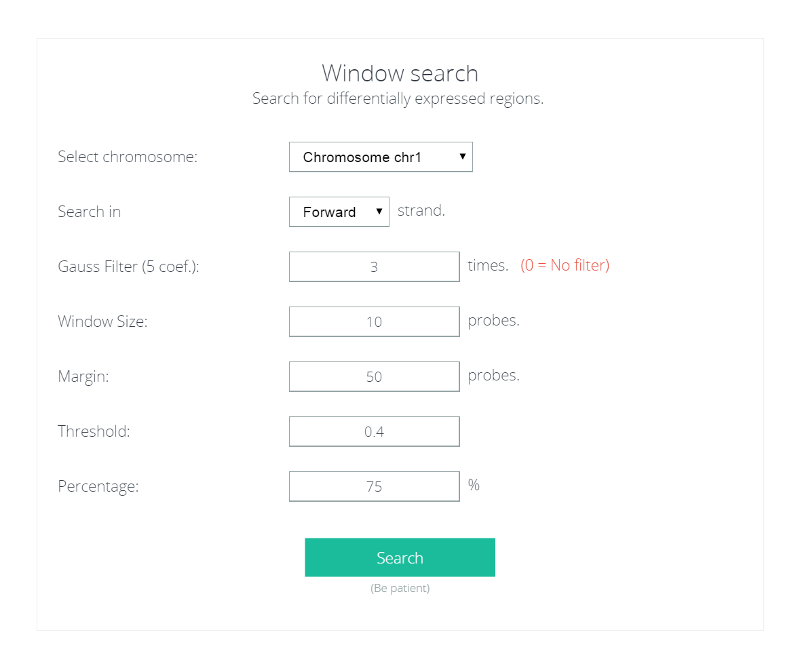 Window search
Search for differentially expressed regions.
Select chromosome: Chromosome chr1
Search in Forward strand.
Gauss Filter (5 coef.): 3 times. (0 = No filter)
Window Size: 10 probes.
Margin: 50 probes.
Threshold: 0.4
Percentage: 75 %
Search
(Be patient)